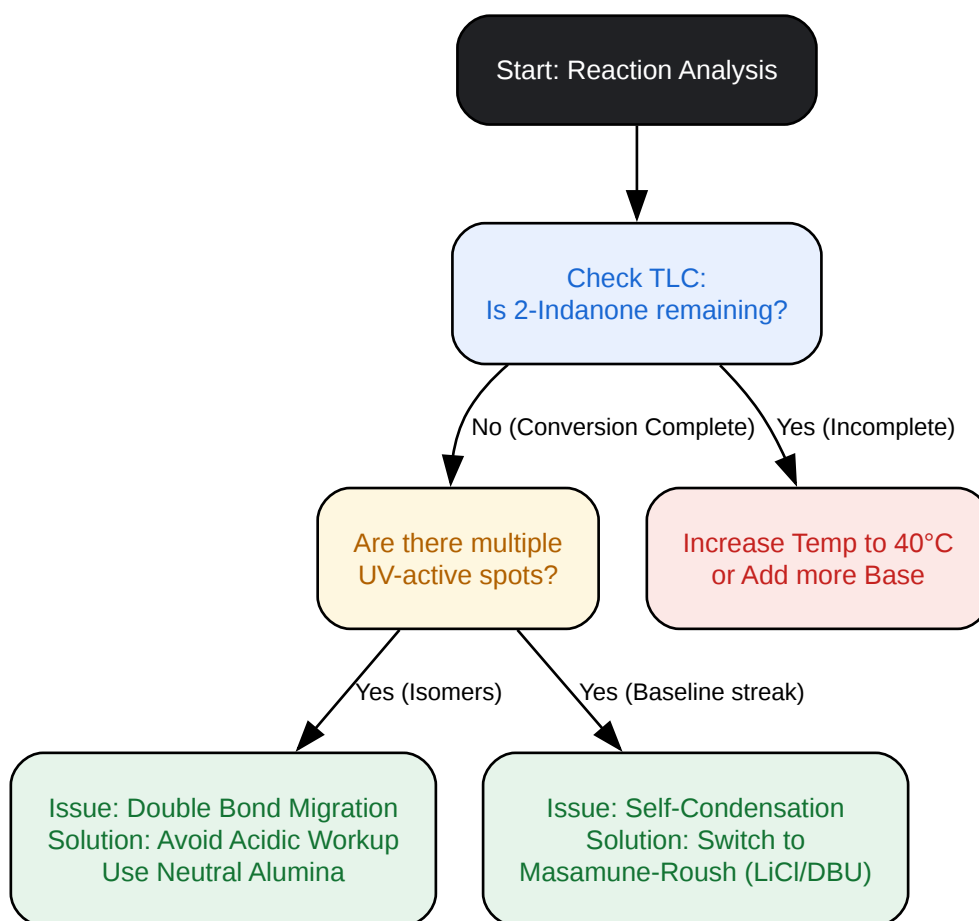 Start: Reaction Analysis
Check TLC:
Is 2-Indanone remaining?
No (Conversion Complete)
Yes (Incomplete)
Are there multiple
UV-active spots?
Increase Temp to 40°C
or Add more Base
Yes (Isomers)
Yes (Baseline streak)
Issue: Double Bond Migration
Solution: Avoid Acidic Workup
Use Neutral Alumina
Issue: Self-Condensation
Solution: Switch to
Masamune-Roush (LiCl/DBU)